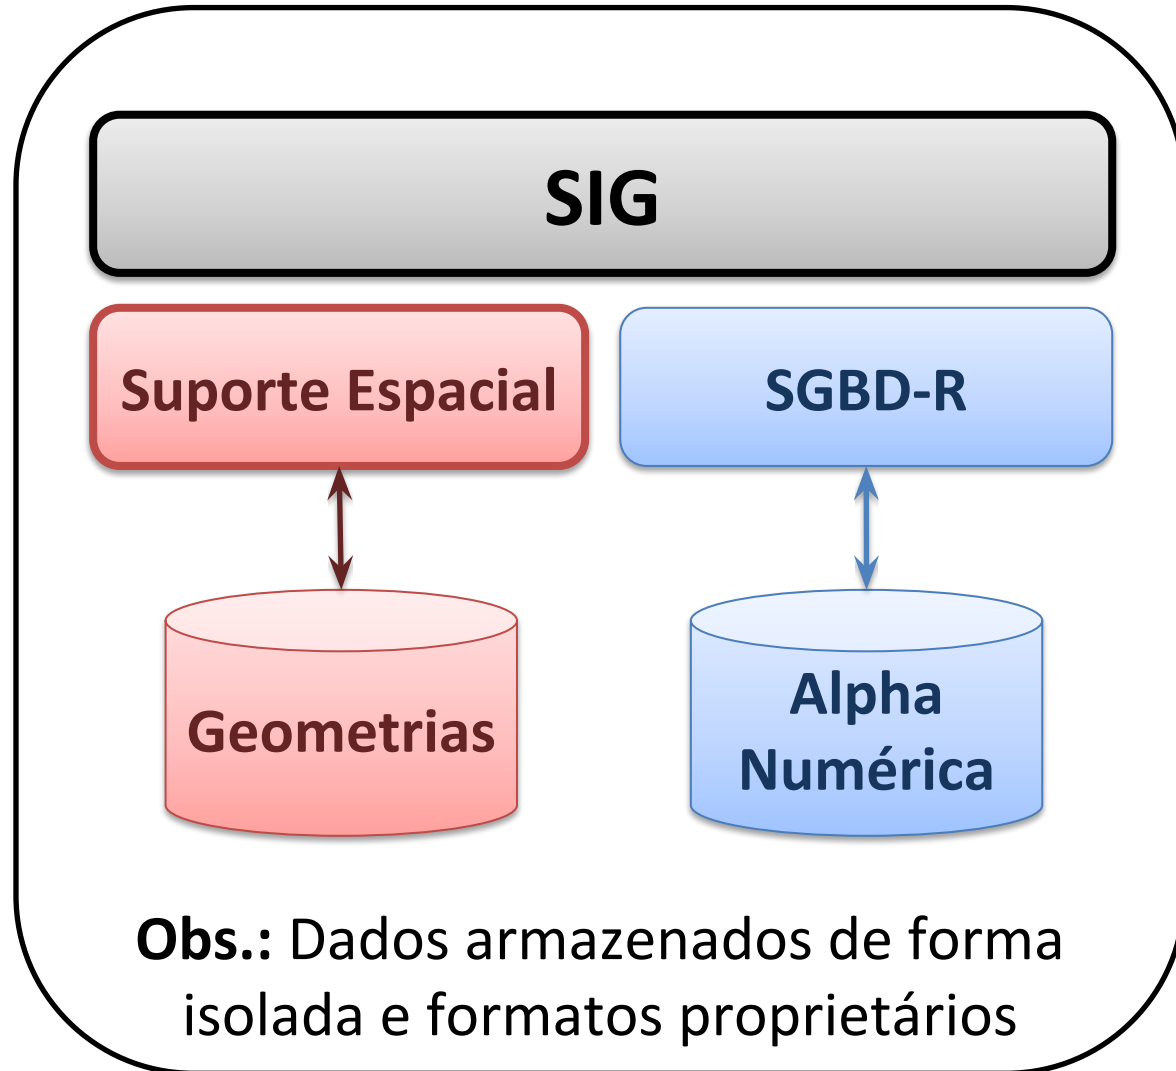 SIG
Suporte Espacial
SGBD-R
Geometrias
Alpha
Numérica
Obs.: Dados armazenados de forma
isolada e formatos proprietários